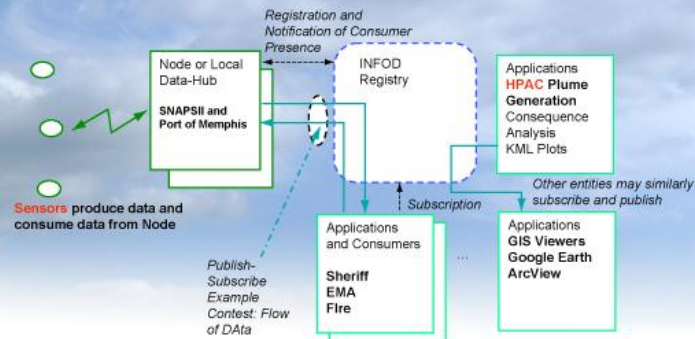 Registration and
Notification of Consumer
Presence
Node or Local
Data-Hub
SNAPSII and
Port of Memphis
INFOD
Registry
Applications
HPAC Plume
Generation
Consequence
Analysis
KML Plots
Sensors produce data and
consume data from Node
Other entities may similarly
subscribe and publish
Subscription
Applications
and Consumers
Sheriff
EMA
FIre
...
Applications
GIS Viewers
Google Earth
ArcView
Publish-
Subscribe
Example
Contest: Flow
of DAta